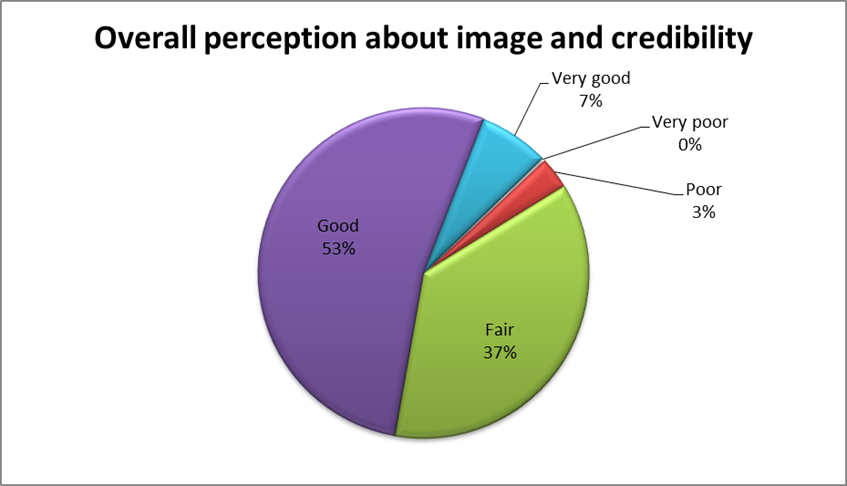 Overall perception about image and credibility
Very good
7%
Very poor
0%
Poor
3%
Good
53%
Fair
37%